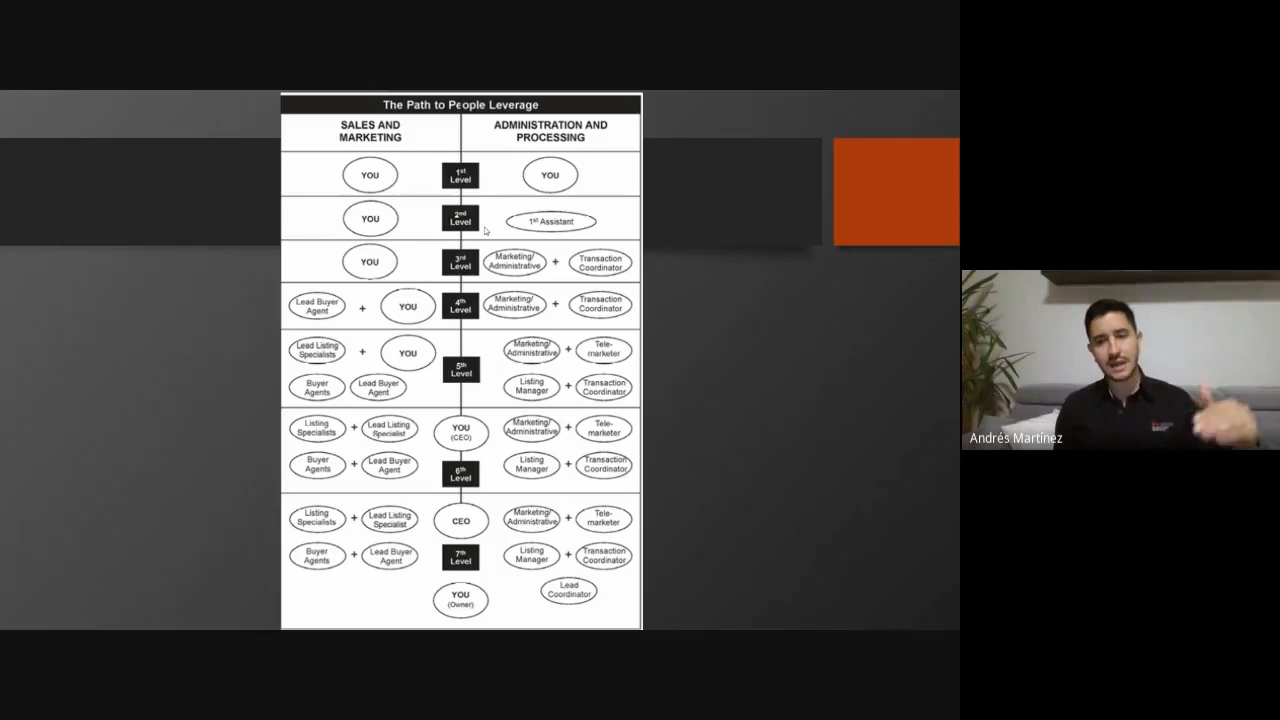 The Path to People Leverage
SALES AND
MARKETING
ADMINISTRATION AND
PROCESSING
YOU
1st
Level
YOU
YOU
2nd
Level
1st Assistant
YOU
3rd
Level
Marketing/
Administrative
+
Transaction
Coordinator
Lead Buyer
Agent
+
YOU
4th
Level
Marketing/
Administrative
+
Transaction
Coordinator
Lead Listing
Specialists
+
YOU
Buyer
Agents
Lead Buyer
Agent
5th
Level
Marketing/
Administrative
+
Tele-
marketer
Listing
Manager
+
Transaction
Coordinator
Listing
Specialists
+
Lead Listing
Specialist
YOU
(CEO)
Marketing/
Administrative
+
Tele-
marketer
Buyer
Agents
+
Lead Buyer
Agent
6th
Level
Listing
Manager
+
Transaction
Coordinator
Listing
Specialists
+
Lead Listing
Specialist
CEO
Marketing/
Administrative
+
Tele-
marketer
Buyer
Agents
+
Lead Buyer
Agent
7th
Level
Listing
Manager
+
Transaction
Coordinator
YOU
(Owner)
Lead
Coordinator
Andrés Martínez